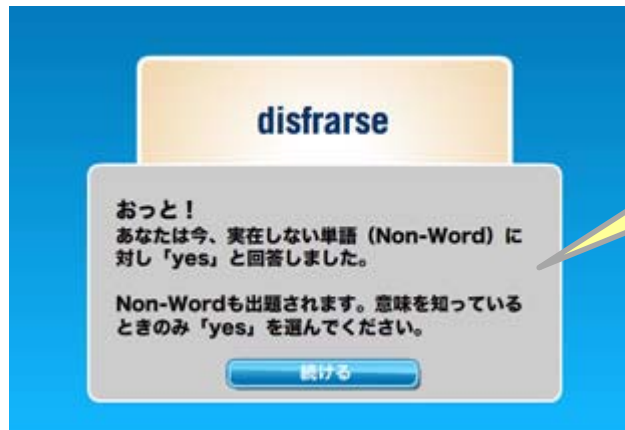 disfrarse
おっと！
あなたは今、実在しない単語（Non-Word）に
対し「yes」と回答しました。
Non-Wordも出題されます。意味を知っている
ときのみ「yes」を選んでください。
続ける